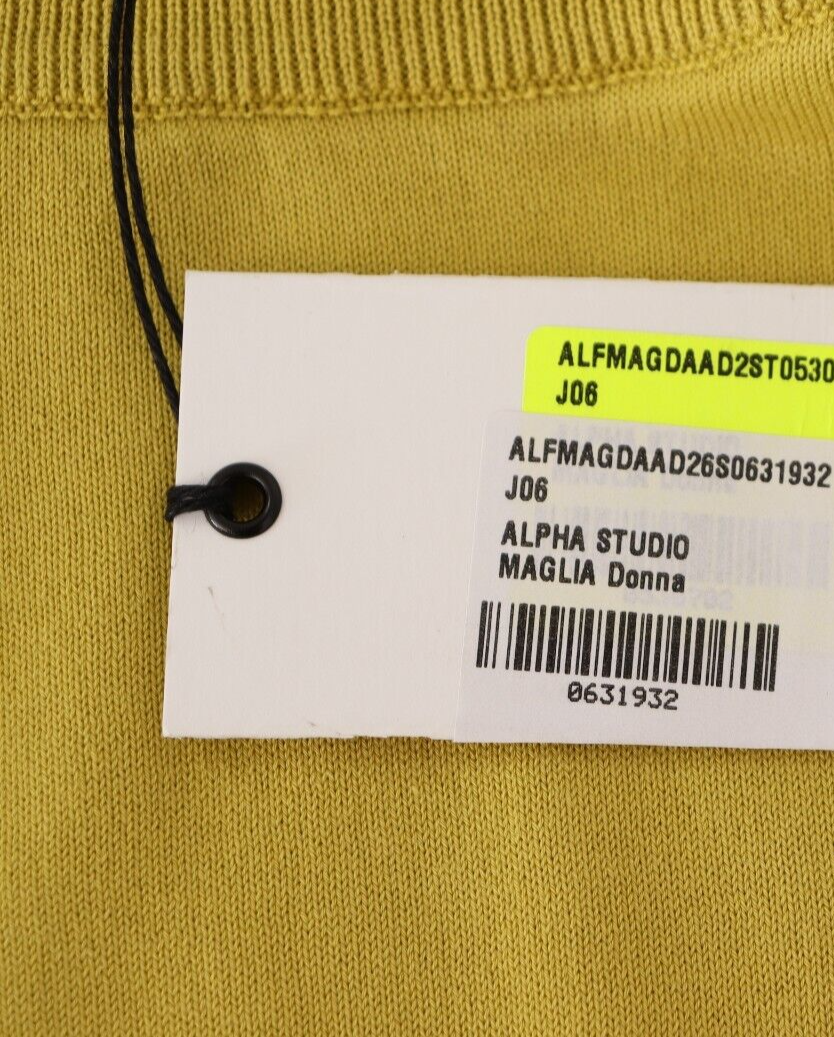 ALFMAGDAAD2ST0530
J06
ALFMAGDAAD26S0631932
J06
ALPHA STUDIO
MAGLIA Donna
0631932